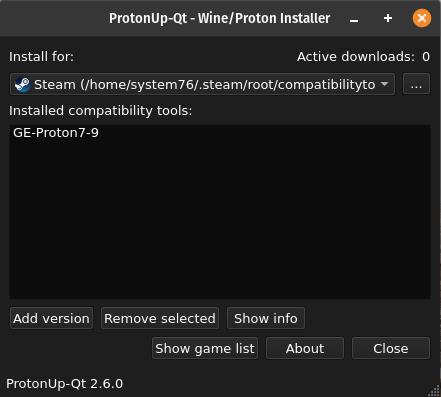 ProtonUp-Qt - Wine/Proton Installer
Install for: Active downloads: 0
Steam (/home/system76/.steam/root/compatibilityto ...
Installed compatibility tools:
GE-Proton7-9
Add version Remove selected Show info
Show game list About Close
ProtonUp-Qt 2.6.0